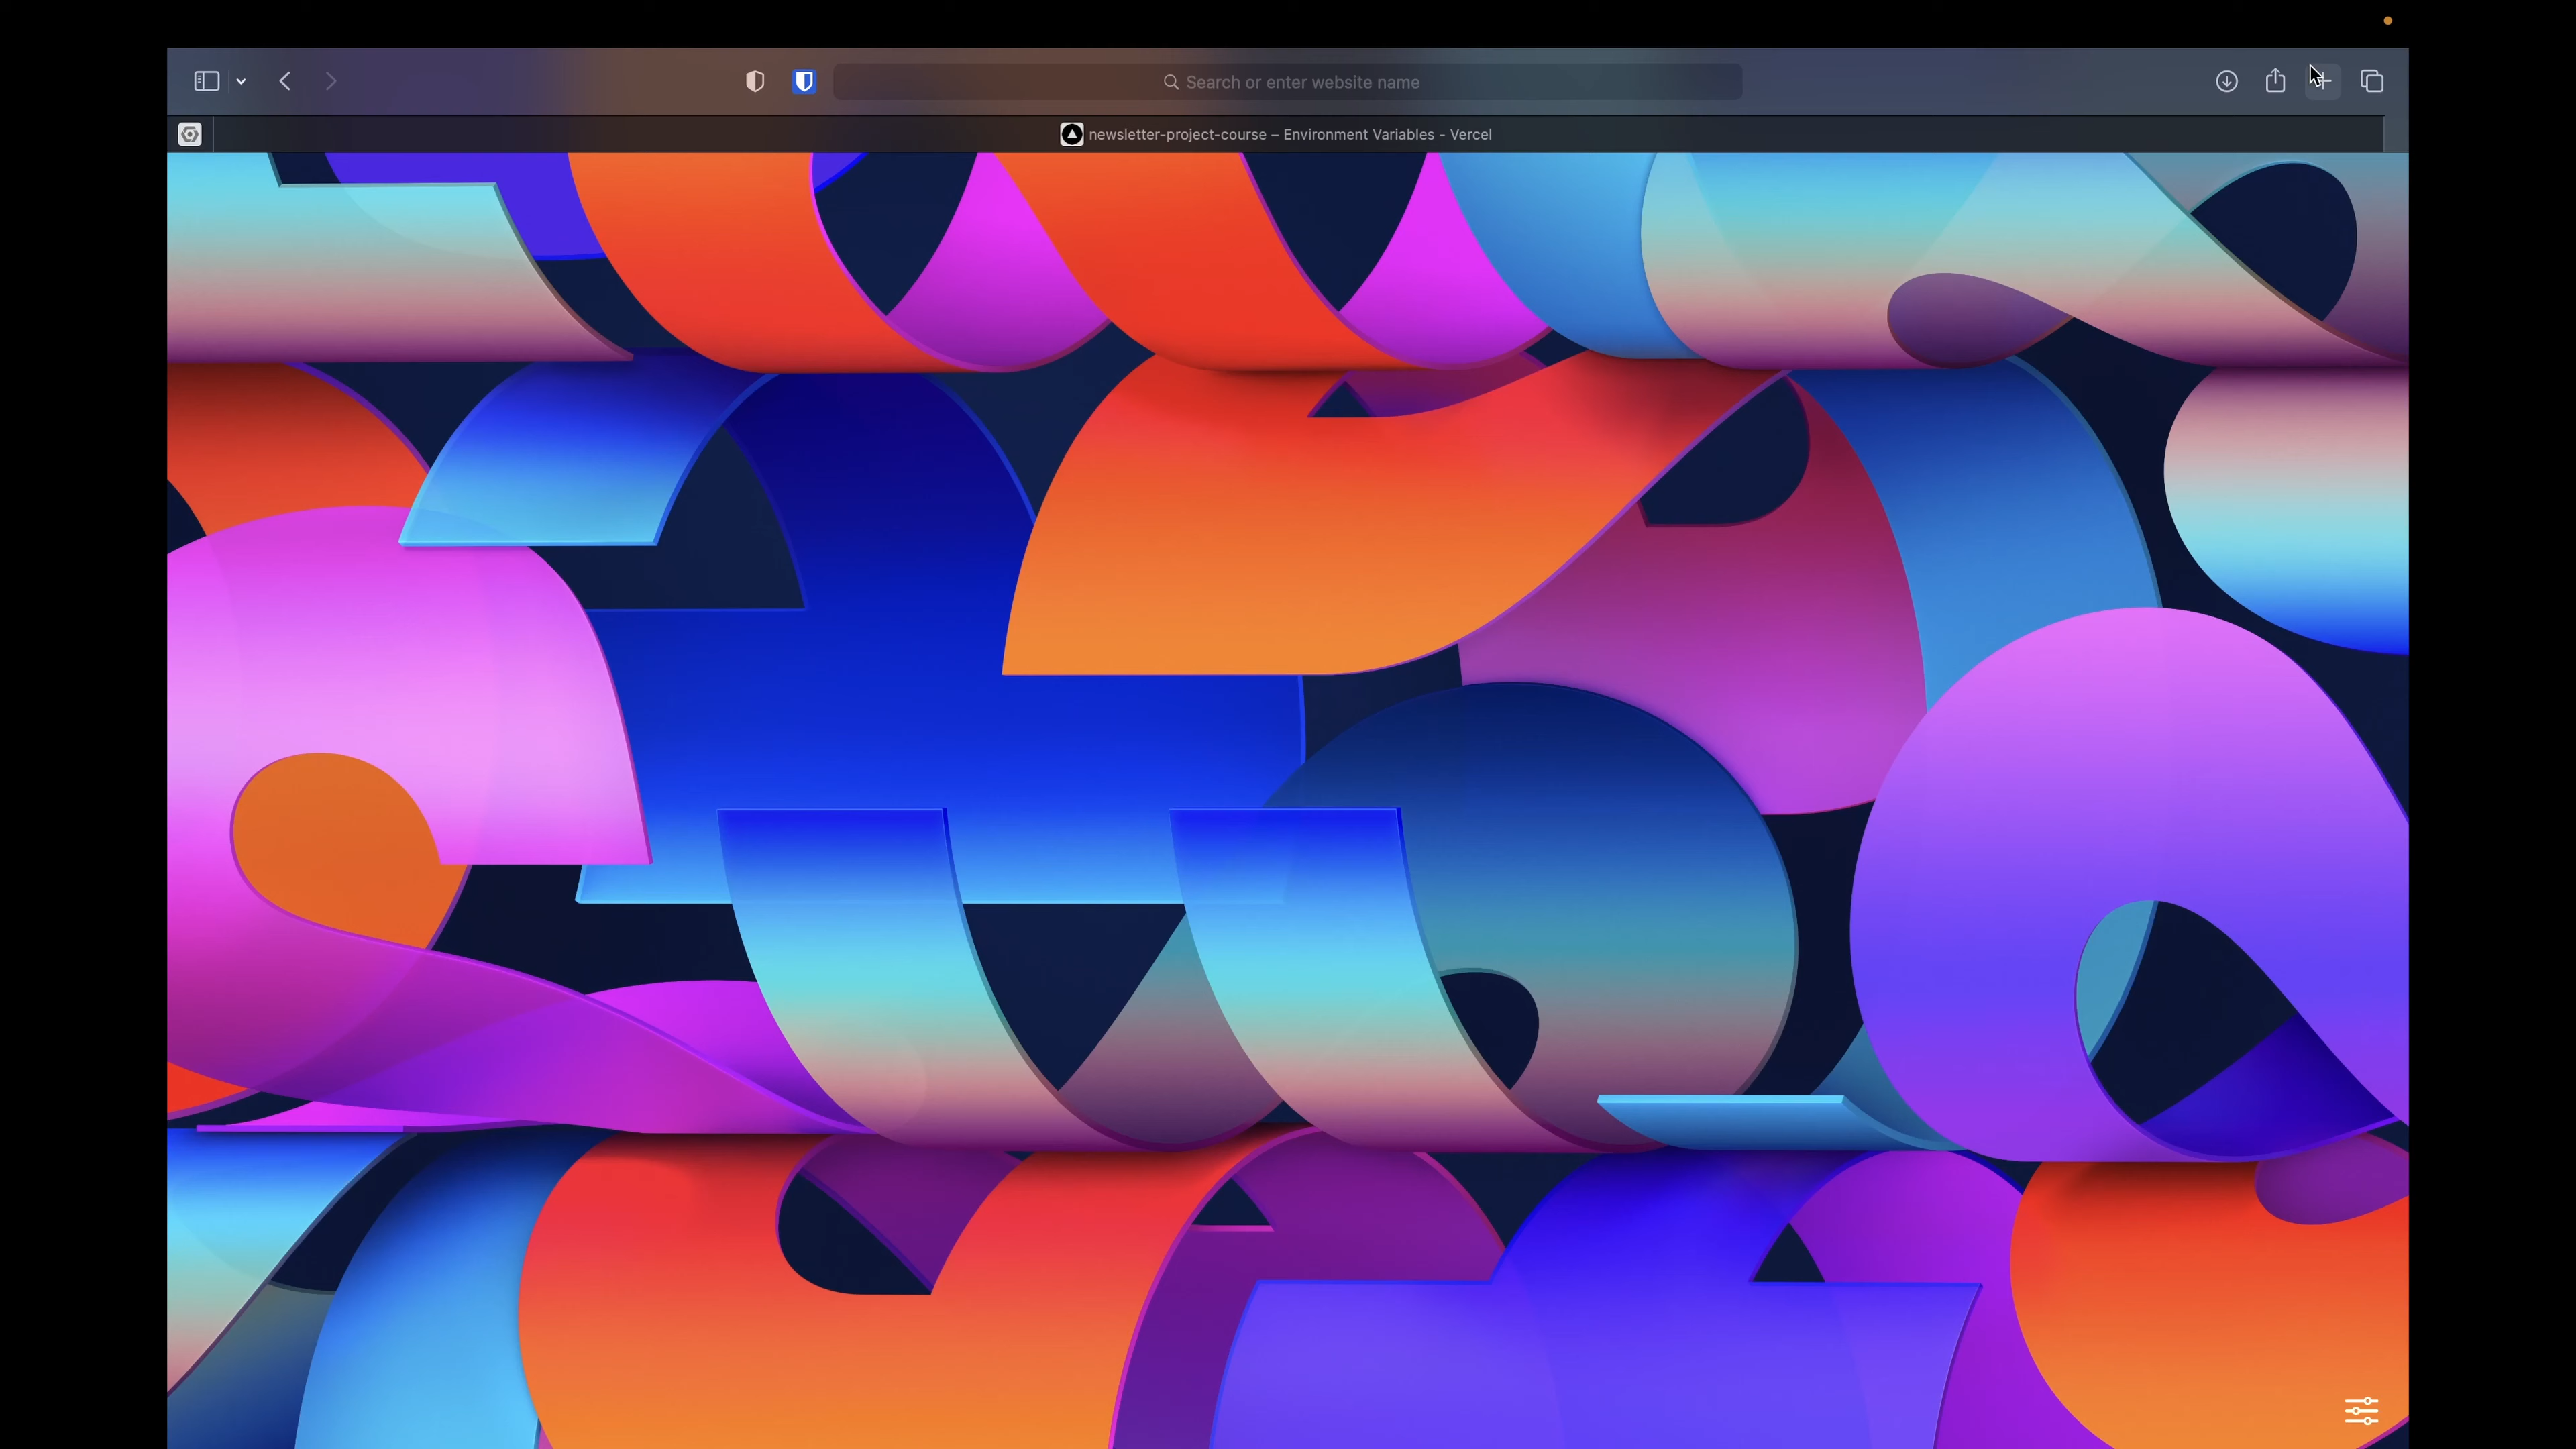 Search or enter website name
newsletter-project-course – Environment Variables - Vercel